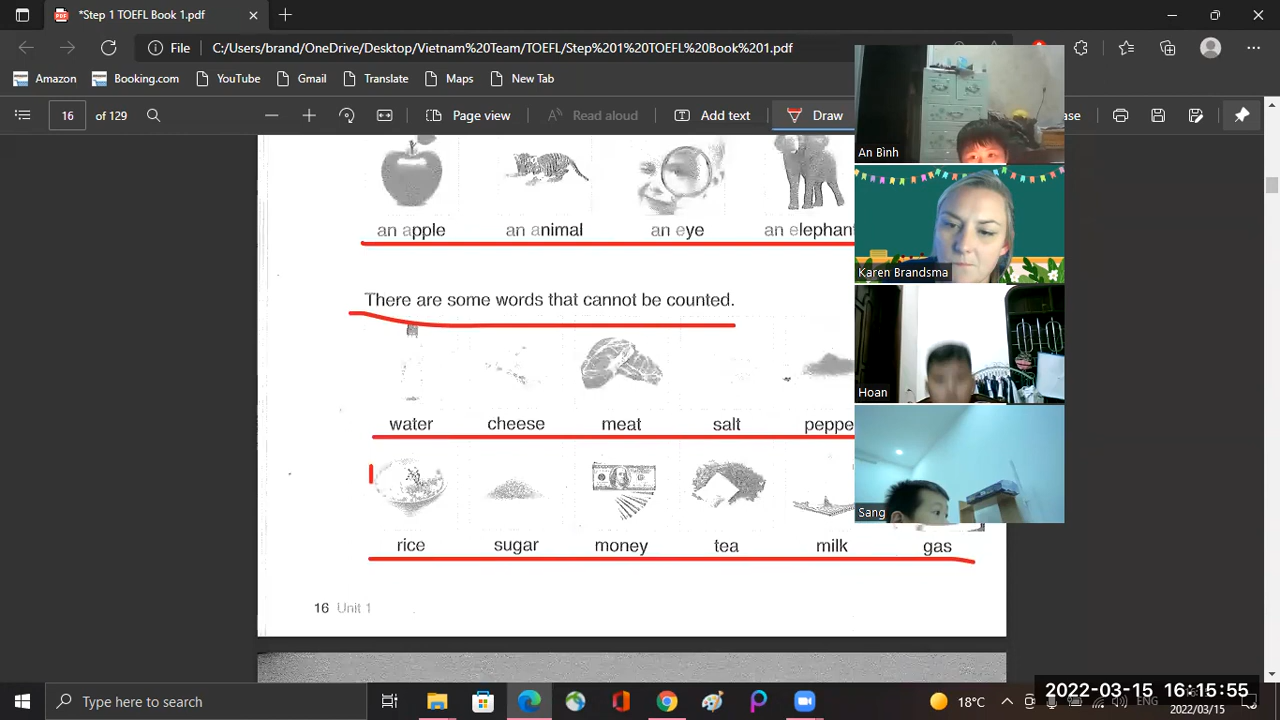 *Step 1 TOEFL Book 1.pdf
File C:/Users/brand/OneDrive/Desktop/Vietnam%20Team/TOEFL/Step%201%20TOEFL%20Book%201.pdf
Amazon Booking.com YouTube Gmail Translate Maps New Tab
16 of 129 Page view Read aloud Add text Draw
an apple an animal an eye an elephant
An Bình
Karen Brandsma
There are some words that cannot be counted.
Hoan
water cheese meat salt peppe
Sang
rice sugar money tea milk gas
16 Unit 1
Type here to search
18°C ENG
2022-03-15 16:15:55
2022/03/15